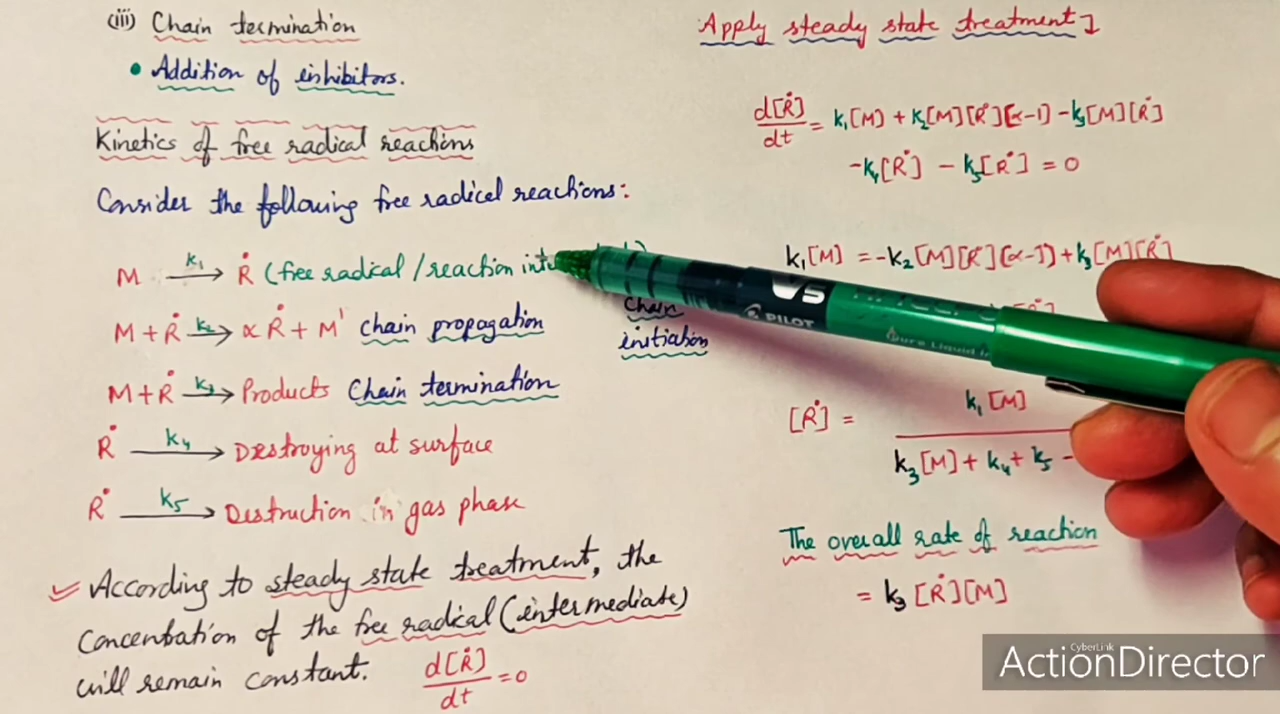 (iii) Chain termination
• Addition of inhibitors.
Kinetics of free radical reactions
Consider the following free radical reactions:
M —k₁→ Ṙ (free radical/reaction
Chain
initiation
M + Ṙ —k₂→ αṘ + M' Chain propagation
M + Ṙ —k₃→ Products Chain termination
R• —k₄→ Destroying at surface
R• —k₅→ Destruction in gas phase
According to steady state treatment, the
Concentration of the free radical (intermediate)
will remain constant. d[Ṙ]/dt = 0
Apply steady state treatment
d[Ṙ]/dt = k₁[M] + k₂[M][R•][α-1] - k₃[M][Ṙ]
-k₄[R•] - k₅[R•] = 0
k₁[M] = -k₂[M][R•][α-1] + k₃[M][Ṙ]
[R•] = k₁[M]
k₃[M] + k₄ + k₅ -
The overall rate of reaction
= k₃[Ṙ][M]
V5
PILOT
CyberLink
ActionDirector